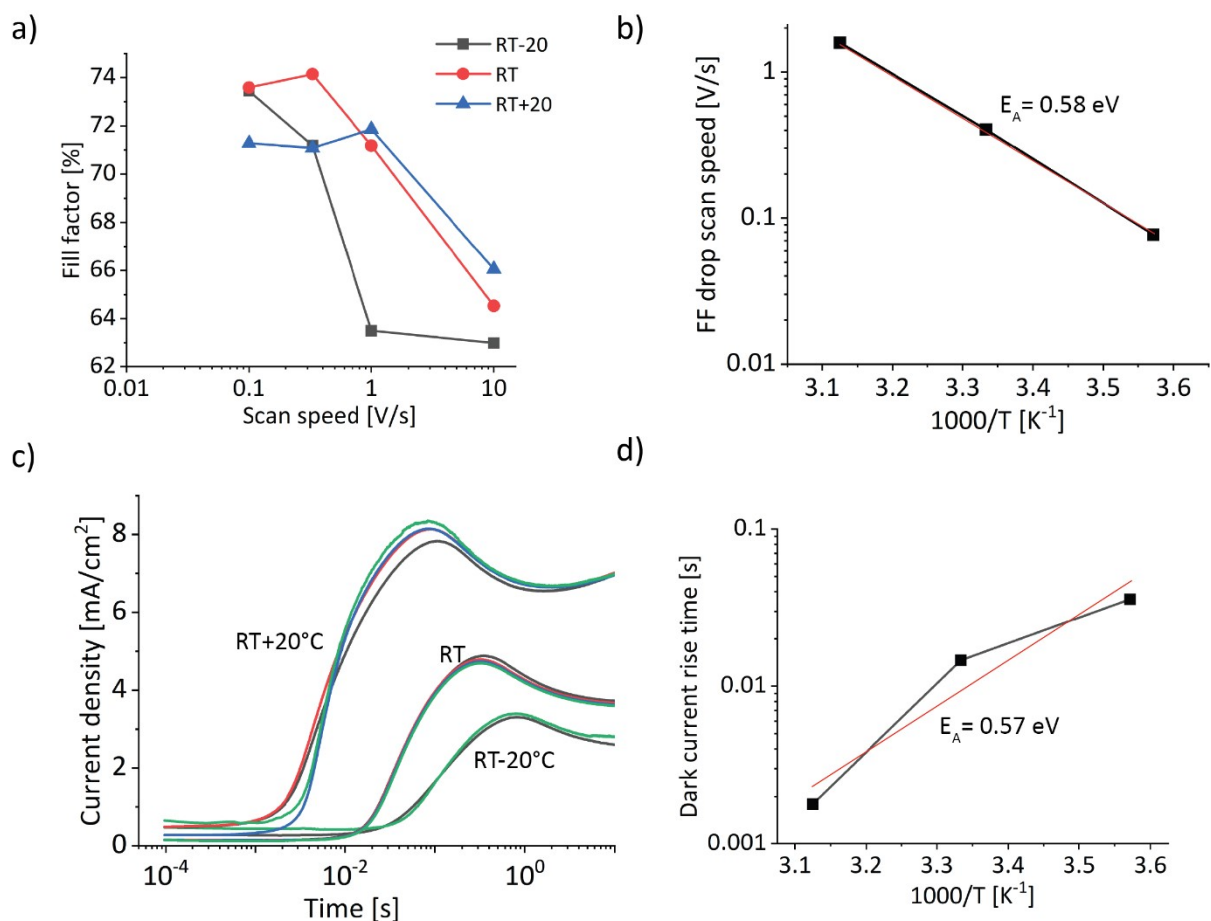 a)
RT-20
RT
RT+20
Fill factor [%]
74
72
70
68
66
64
62
0.01
0.1
1
10
Scan speed [V/s]
b)
FF drop scan speed [V/s]
1
0.1
0.01
E_A= 0.58 eV
3.1
3.2
3.3
3.4
3.5
3.6
1000/T [K⁻¹]
c)
Current density [mA/cm²]
8
6
4
2
0
RT+20°C
RT
RT-20°C
10⁻⁴
10⁻²
10⁰
Time [s]
d)
Dark current rise time [s]
0.1
0.01
0.001
E_A= 0.57 eV
3.1
3.2
3.3
3.4
3.5
3.6
1000/T [K⁻¹]